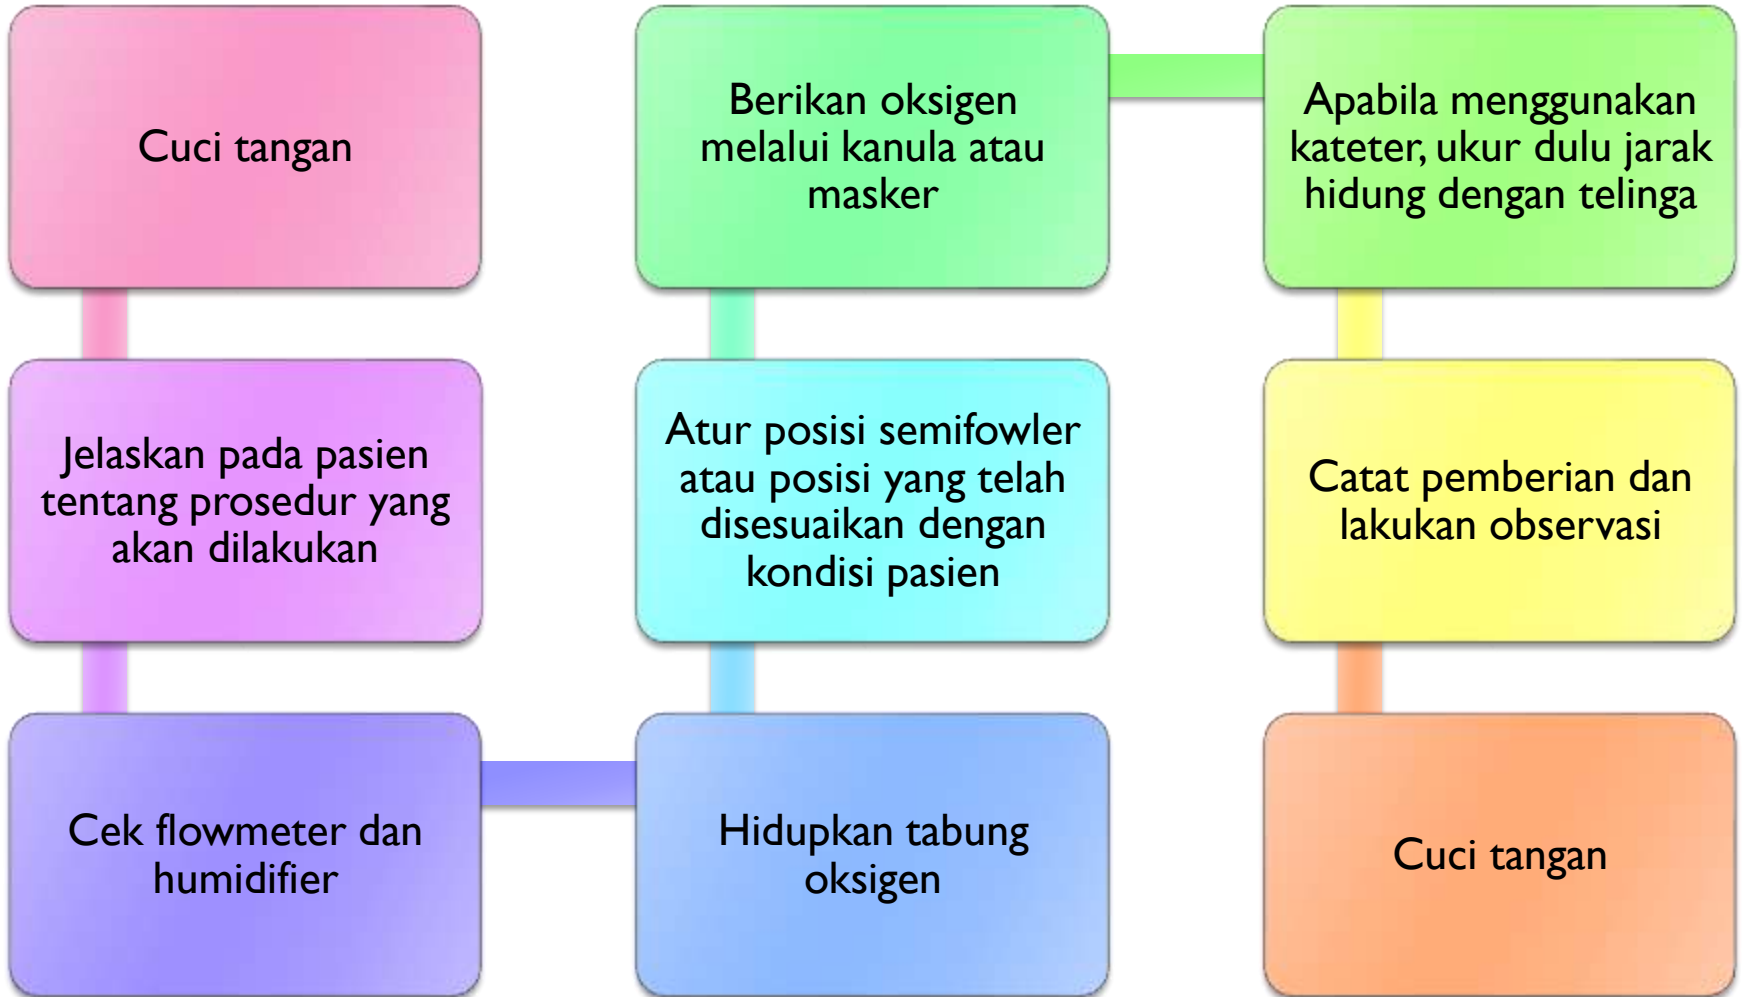 Cuci tangan
Jelaskan pada pasien
tentang prosedur yang
akan dilakukan
Cek flowmeter dan
humidifier
Hidupkan tabung
oksigen
Atur posisi semifowler
atau posisi yang telah
disesuaikan dengan
kondisi pasien
Berikan oksigen
melalui kanula atau
masker
Apabila menggunakan
kateter, ukur dulu jarak
hidung dengan telinga
Catat pemberian dan
lakukan observasi
Cuci tangan